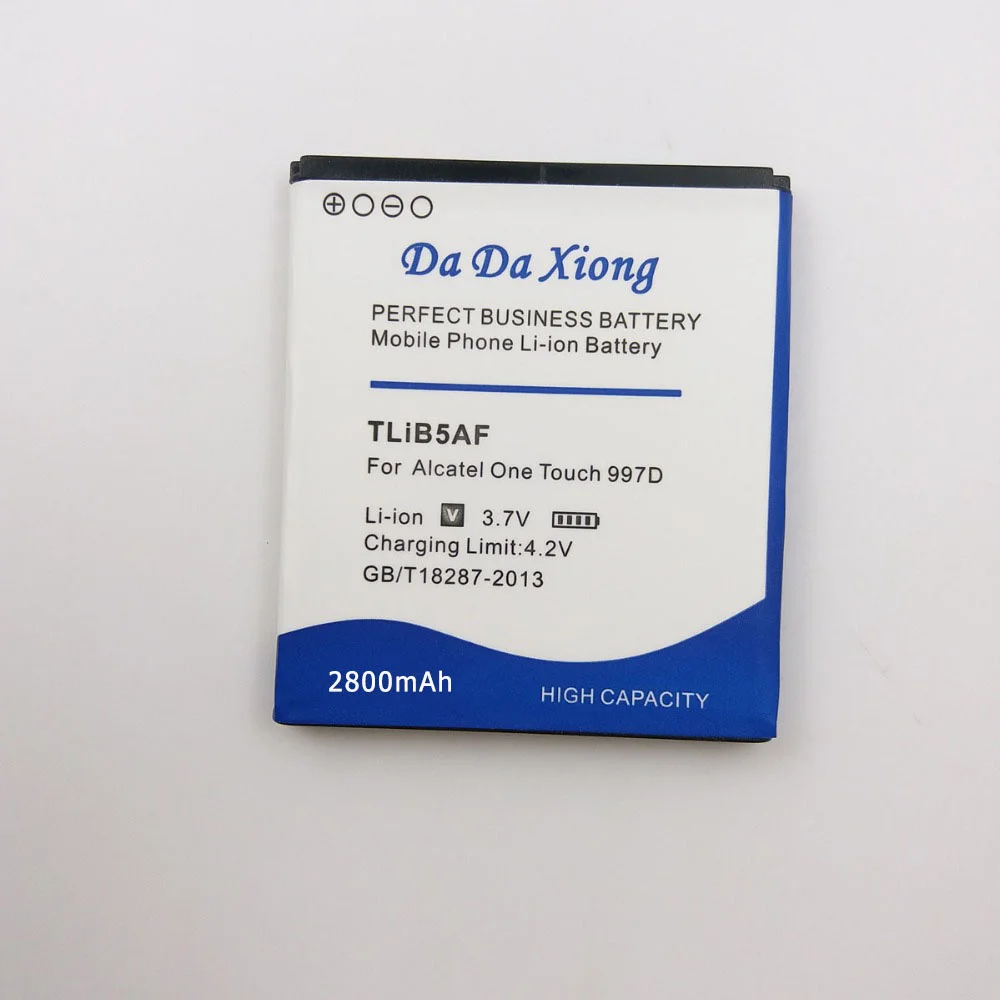 ⊕○⊖○
Da Da Xiong
PERFECT BUSINESS BATTERY
Mobile Phone Li-ion Battery
TLiB5AF
For Alcatel One Touch 997D
Li-ion V 3.7V
Charging Limit:4.2V
GB/T18287-2013
2800mAh
HIGH CAPACITY